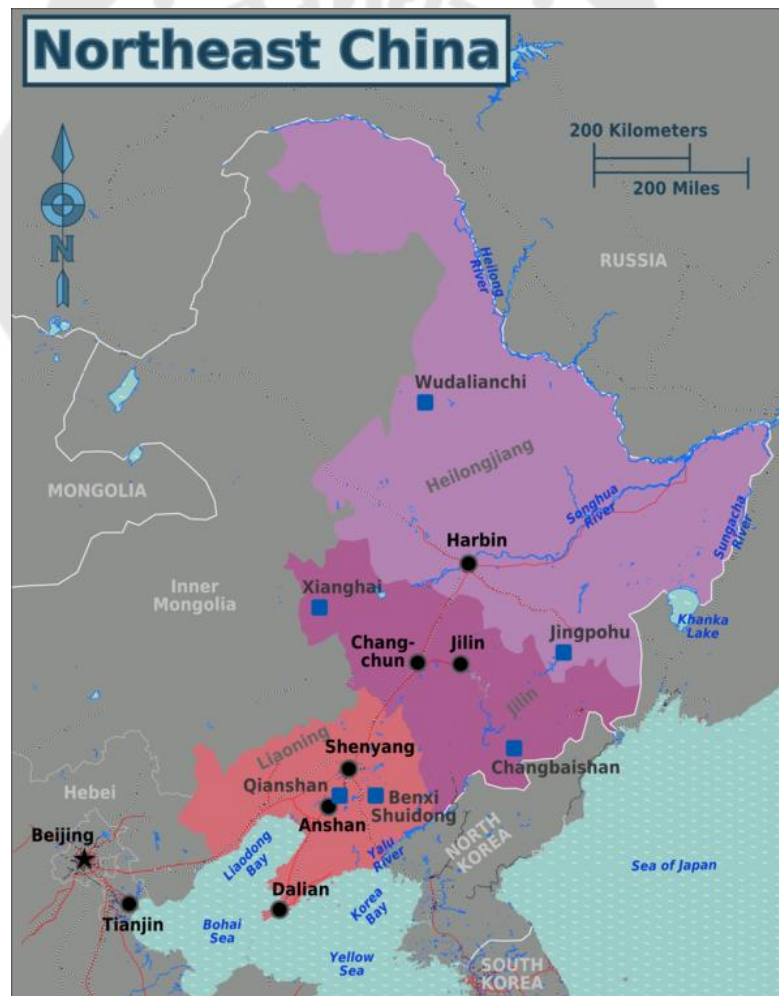 Northeast China
200 Kilometers
200 Miles
N
RUSSIA
Heilong
River
Wudalianchi
Heilongjiang
MONGOLIA
Songhua
River
Sungacha
River
Harbin
Inner
Mongolia
Xianghai
Khanka
Lake
Jingpohu
Chang-
chun
Jilin
Jilin
Liaoning
Shenyang
Changbaishan
Hebei
Qianshan
Benxi
Shuidong
Anshan
Beijing
Liaodong
Bay
Yalu
River
NORTH
KOREA
Sea of Japan
Dalian
Korea
Bay
Tianjin
Bohai
Sea
Yellow
Sea
SOUTH
KOREA